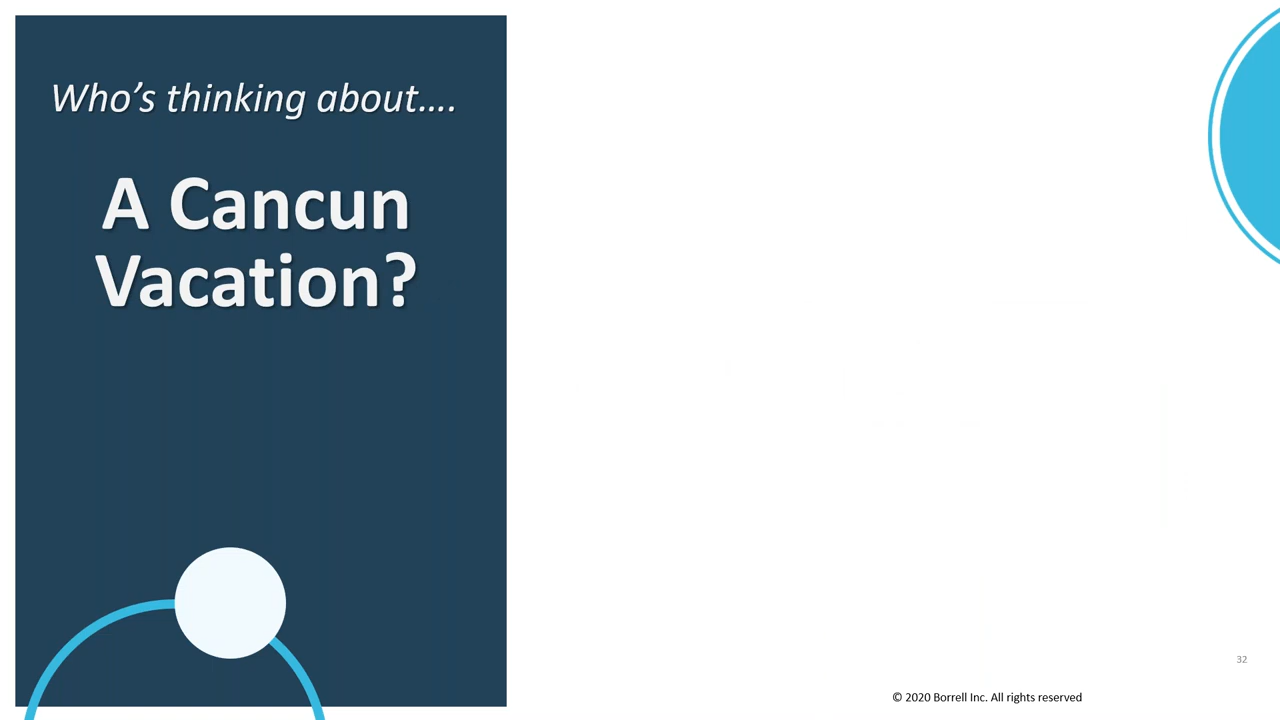 Who's thinking about....
A Cancun
Vacation?
32
© 2020 Borrell Inc. All rights reserved